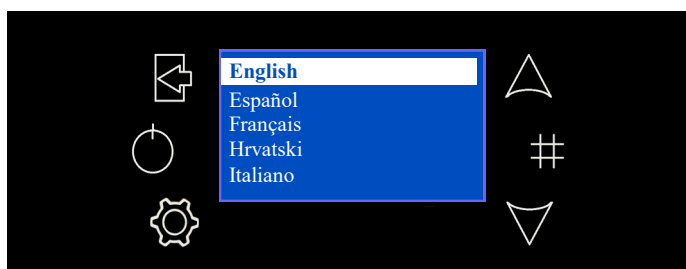 English
Español
Français
Hrvatski
Italiano